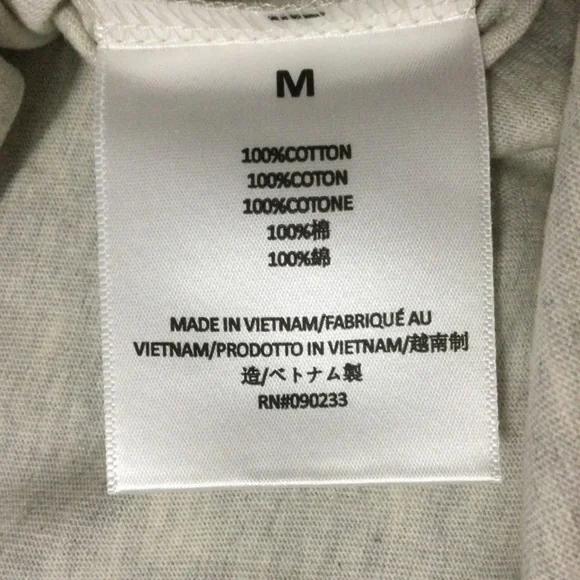 M
100%COTTON
100%COTON
100%COTONE
100%棉
100%綿
MADE IN VIETNAM/FABRIQUÉ AU
VIETNAM/PRODOTTO IN VIETNAM/越南制
造/ベトナム製
RN#090233